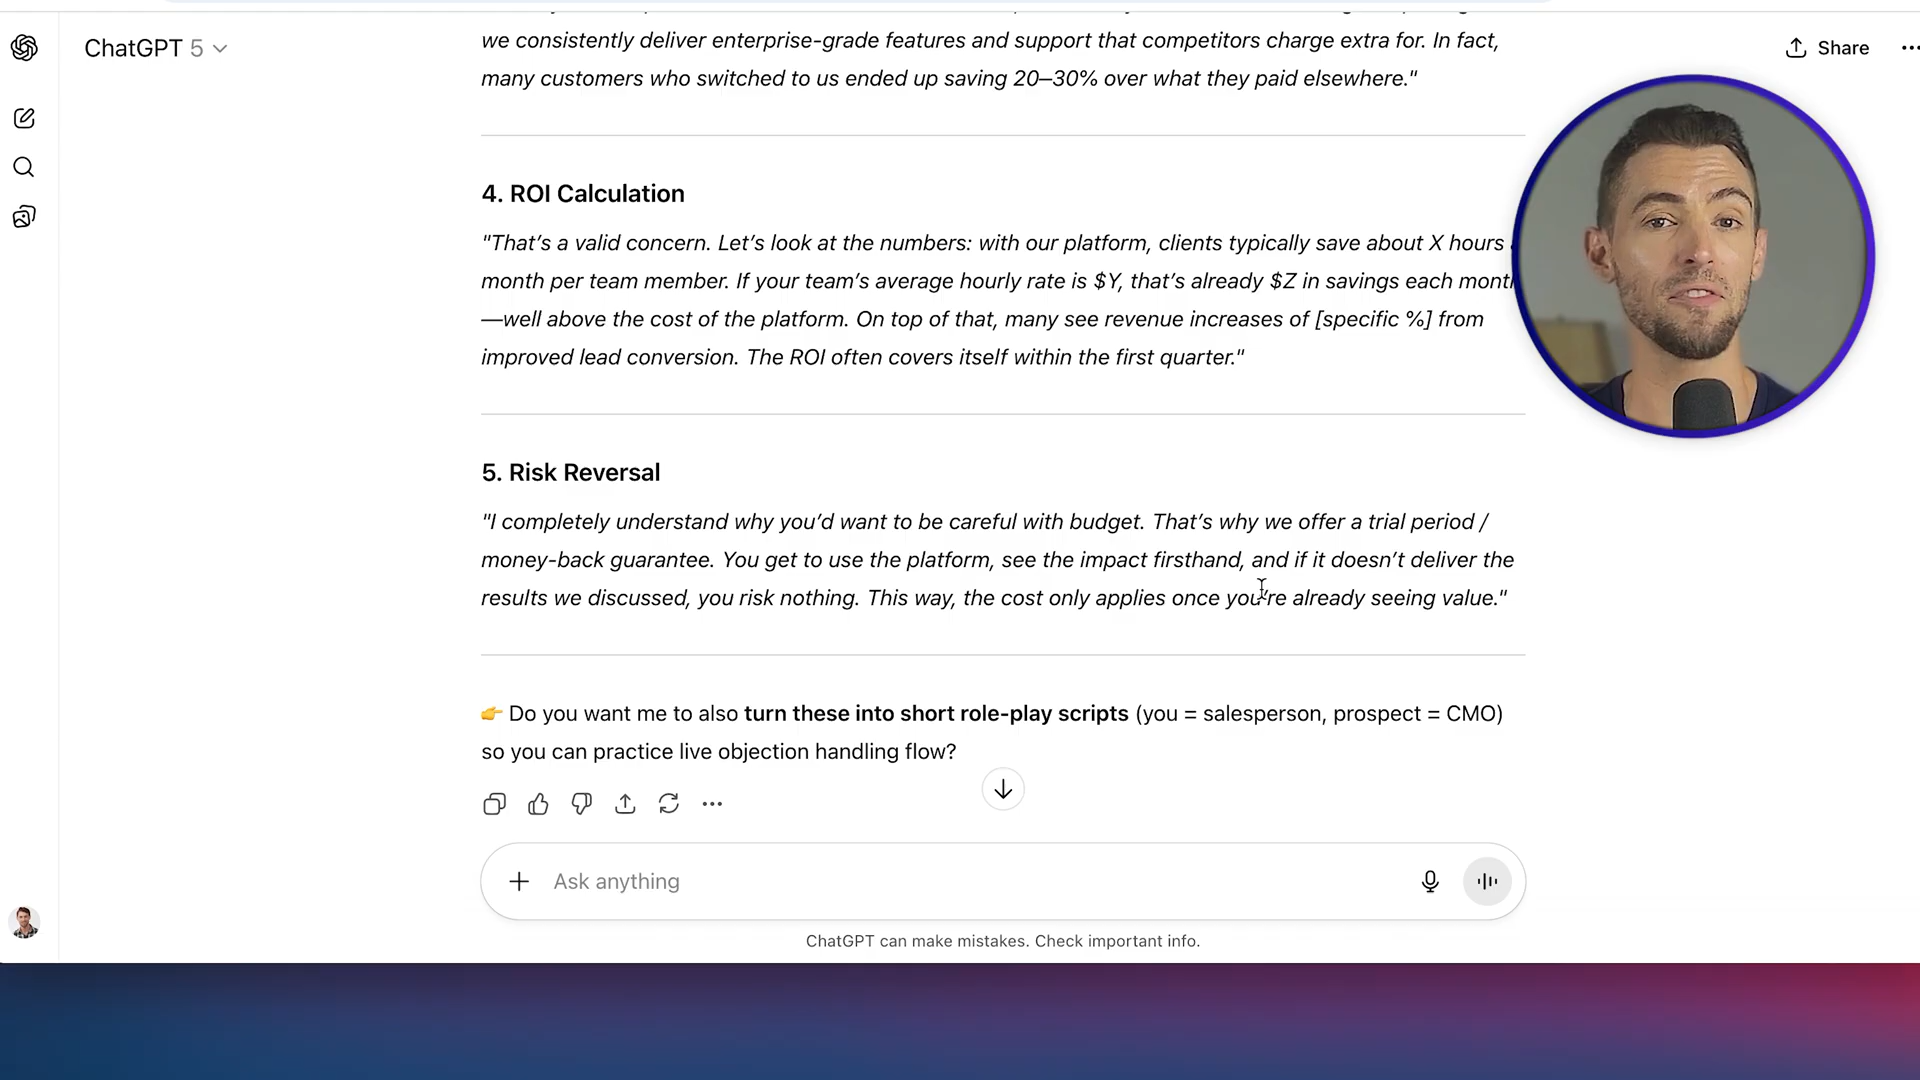 ChatGPT 5
Share
we consistently deliver enterprise-grade features and support that competitors charge extra for. In fact,
many customers who switched to us ended up saving 20–30% over what they paid elsewhere."
4. ROI Calculation
"That's a valid concern. Let's look at the numbers: with our platform, clients typically save about X hours
month per team member. If your team's average hourly rate is $Y, that's already $Z in savings each month
—well above the cost of the platform. On top of that, many see revenue increases of [specific %] from
improved lead conversion. The ROI often covers itself within the first quarter."
5. Risk Reversal
"I completely understand why you'd want to be careful with budget. That's why we offer a trial period /
money-back guarantee. You get to use the platform, see the impact firsthand, and if it doesn't deliver the
results we discussed, you risk nothing. This way, the cost only applies once you're already seeing value."
👉 Do you want me to also turn these into short role-play scripts (you = salesperson, prospect = CMO)
so you can practice live objection handling flow?
Ask anything
ChatGPT can make mistakes. Check important info.